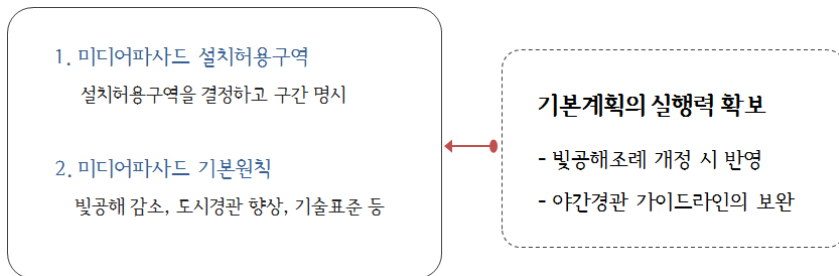 1. 미디어파사드 설치허용구역
설치허용구역을 결정하고 구간 명시
2. 미디어파사드 기본원칙
빛공해 감소, 도시경관 향상, 기술표준 등
기본계획의 실행력 확보
- 빛공해조례 개정 시 반영
- 야간경관 가이드라인의 보완